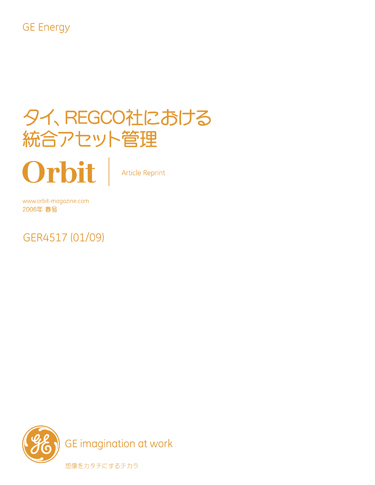 GE Energy
タイ、REGCO社における
統合アセット管理
Orbit
Article Reprint
www.orbit-magazine.com
2006年 春号
GER4517 (01/09)
GE imagination at work
想像をカタチにするチカラ